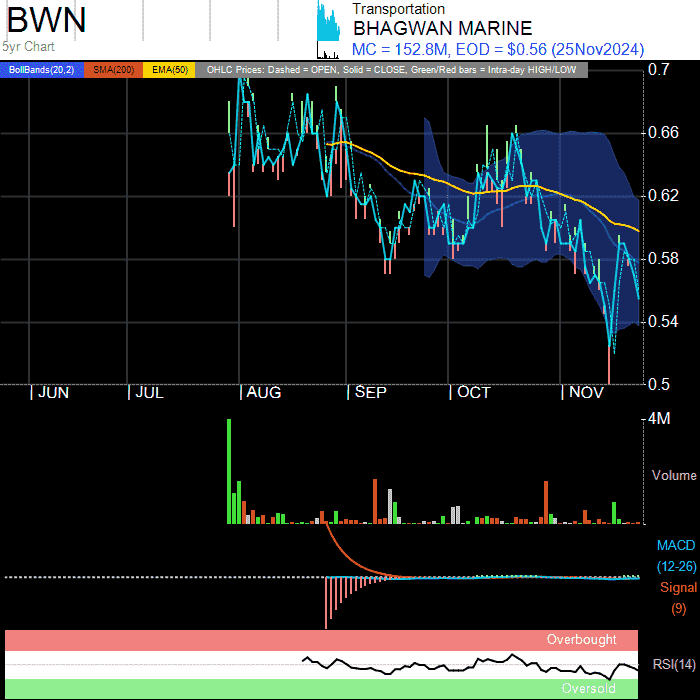 BWN
5yr Chart
Transportation
BHAGWAN MARINE
MC = 152.8M, EOD = $0.56 (25Nov2024)
BollBands(20,2) SMA(200) EMA(50) OHLC Prices: Dashed = OPEN, Solid = CLOSE, Green/Red bars = Intra-day HIGH/LOW
0.7
0.66
0.62
0.58
0.54
0.5
JUN JUL AUG SEP OCT NOV
4M
Volume
MACD
(12-26)
Signal
(9)
Overbought
RSI(14)
Oversold